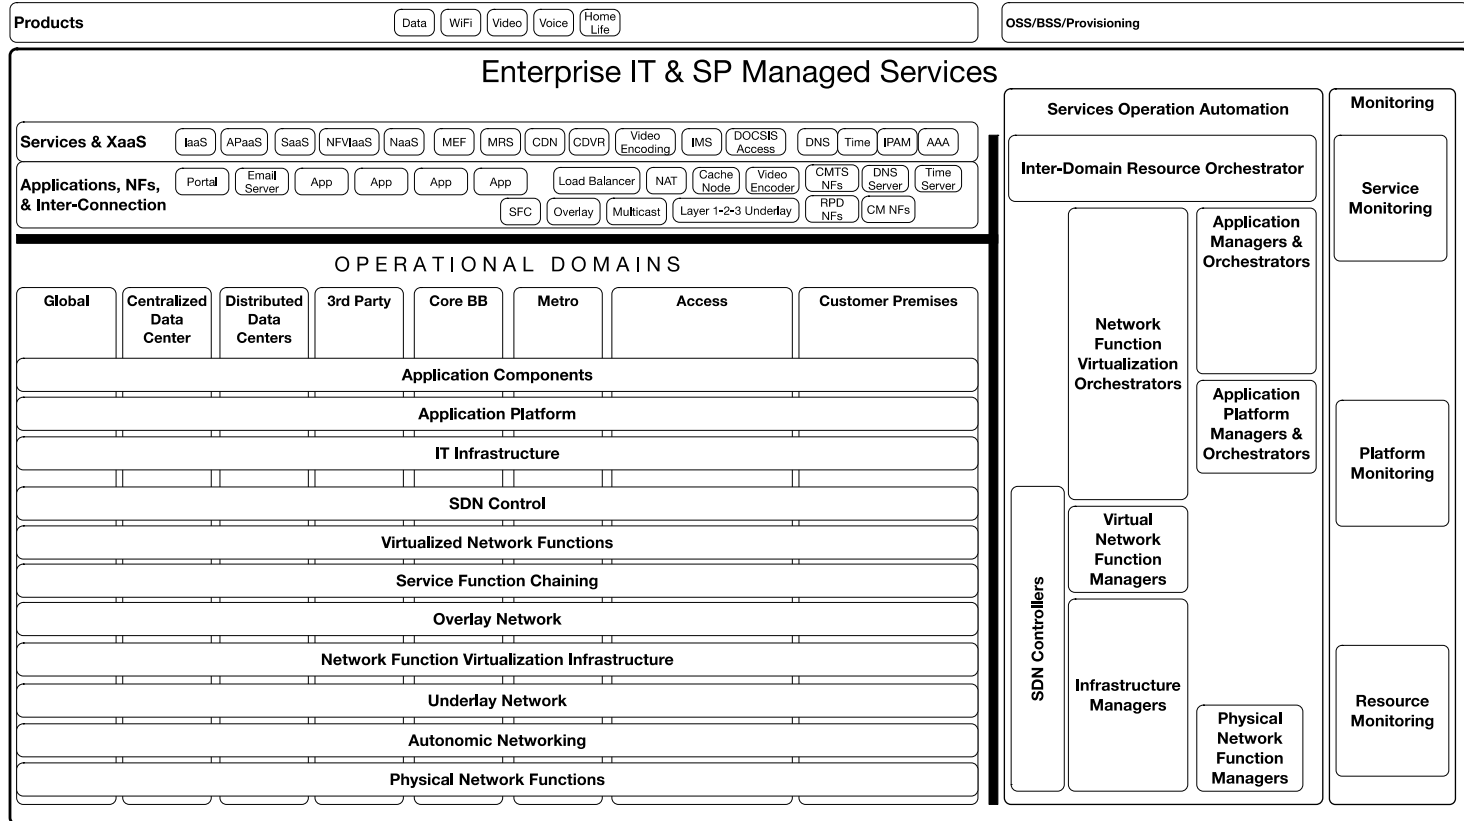 Products
Data
WiFi
Video
Voice
Home
Life
OSS/BSS/Provisioning
Enterprise IT & SP Managed Services
Services & XaaS
IaaS
APaaS
SaaS
NFVIaaS
NaaS
MEF
MRS
CDN
CDVR
Video
Encoding
IMS
DOCSIS
Access
DNS
Time
IPAM
AAA
Applications, NFs,
& Inter-Connection
Portal
Email
Server
App
App
App
App
Load Balancer
NAT
Cache
Node
Video
Encoder
CMTS
NFs
DNS
Server
Time
Server
SFC
Overlay
Multicast
Layer 1-2-3 Underlay
RPD
NFs
CM NFs
OPERATIONAL DOMAINS
Global
Centralized
Data
Center
Distributed
Data
Centers
3rd Party
Core BB
Metro
Access
Customer Premises
Application Components
Application Platform
IT Infrastructure
SDN Control
Virtualized Network Functions
Service Function Chaining
Overlay Network
Network Function Virtualization Infrastructure
Underlay Network
Autonomic Networking
Physical Network Functions
Services Operation Automation
Inter-Domain Resource Orchestrator
Network
Function
Virtualization
Orchestrators
Application
Managers &
Orchestrators
Application
Platform
Managers &
Orchestrators
SDN Controllers
Virtual
Network
Function
Managers
Infrastructure
Managers
Physical
Network
Function
Managers
Monitoring
Service
Monitoring
Platform
Monitoring
Resource
Monitoring